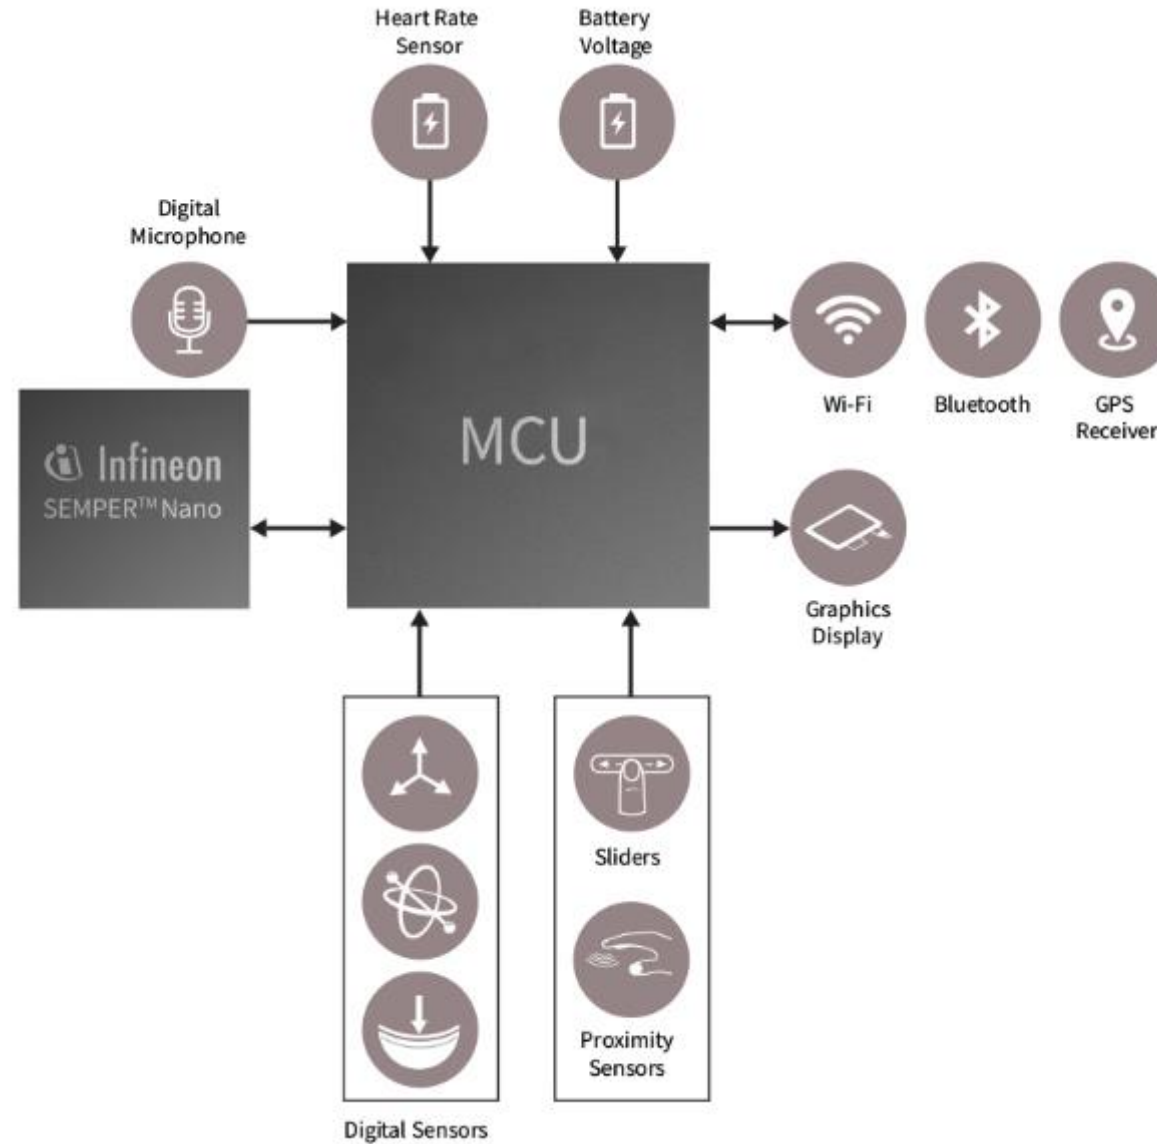 Heart Rate
Sensor
Battery
Voltage
Digital
Microphone
Infineon
SEMPER™ Nano
MCU
Wi-Fi
Bluetooth
GPS
Receiver
Graphics
Display
Sliders
Proximity
Sensors
Digital Sensors